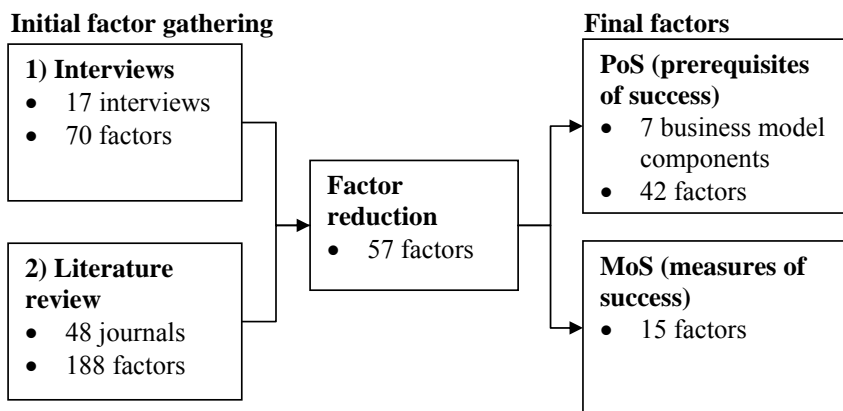 Initial factor gathering
1) Interviews
• 17 interviews
• 70 factors
2) Literature
review
• 48 journals
• 188 factors
Factor
reduction
• 57 factors
Final factors
PoS (prerequisites
of success)
• 7 business model
components
• 42 factors
MoS (measures of
success)
• 15 factors